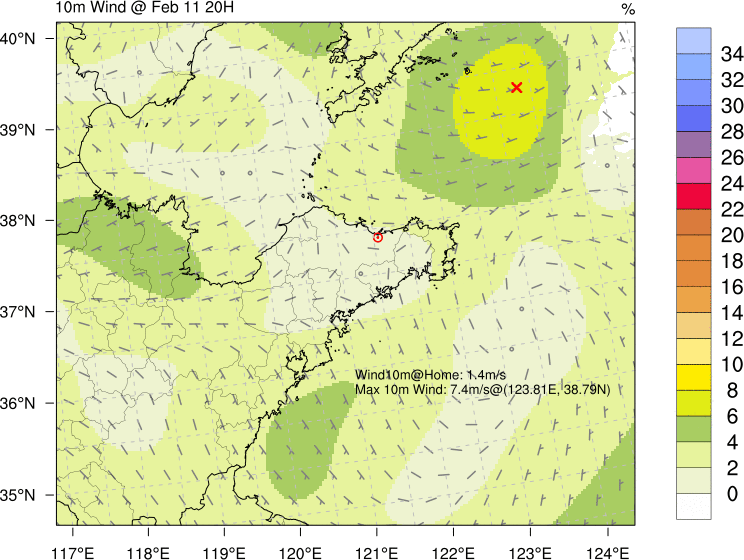 10m Wind @ Feb 11 20H
%
40°N
39°N
38°N
37°N
36°N
35°N
Wind10m@Home: 1.4m/s
Max 10m Wind: 7.4m/s@(123.81E, 38.79N)
117°E
118°E
119°E
120°E
121°E
122°E
123°E
124°E
34
32
30
28
26
24
22
20
18
16
14
12
10
8
6
4
2
0